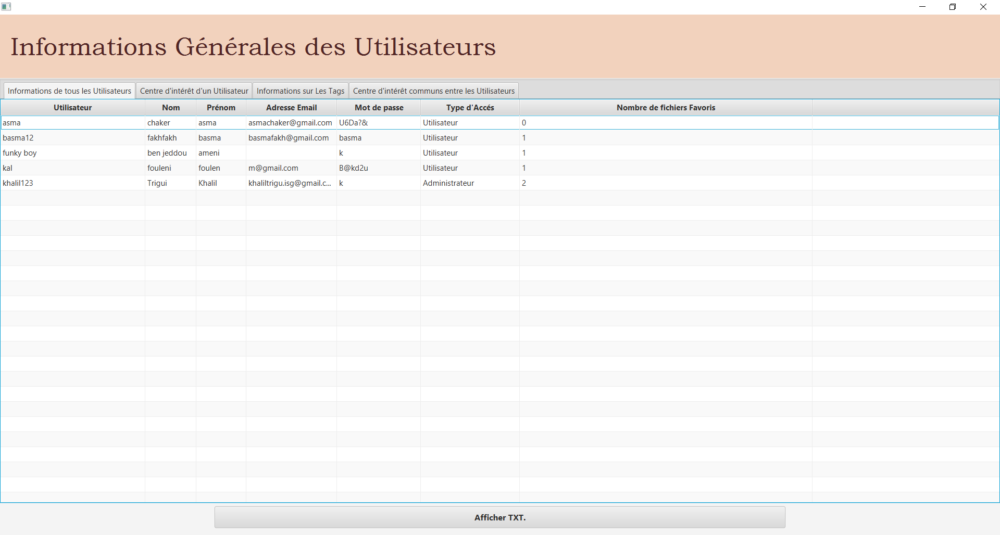 Informations Générales des Utilisateurs
Informations de tous les Utilisateurs Centre d'intérêt d'un Utilisateur Informations sur Les Tags Centre d'intérêt communs entre les Utilisateurs
Utilisateur Nom Prénom Adresse Email Mot de passe Type d'Accés Nombre de fichiers Favoris
asma chaker asma asmachaker@gmail.com U6Da?& Utilisateur 0
basma12 fakhfakh basma basmafakh@gmail.com basma Utilisateur 1
funky boy ben jeddou ameni k Utilisateur 1
kal fouleni foulen m@gmail.com B@kd2u Utilisateur 1
khalil123 Trigui Khalil khaliltrigu.isg@gmail.c... k Administrateur 2
Afficher TXT.